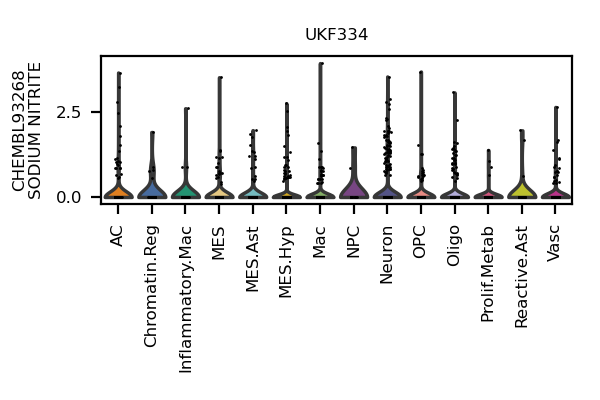 UKF334
CHEMBL93268
SODIUM NITRITE
2.5
0.0
AC
Chromatin.Reg
Inflammatory.Mac
MES
MES.Ast
MES.Hyp
Mac
NPC
Neuron
OPC
Oligo
Prolif.Metab
Reactive.Ast
Vasc